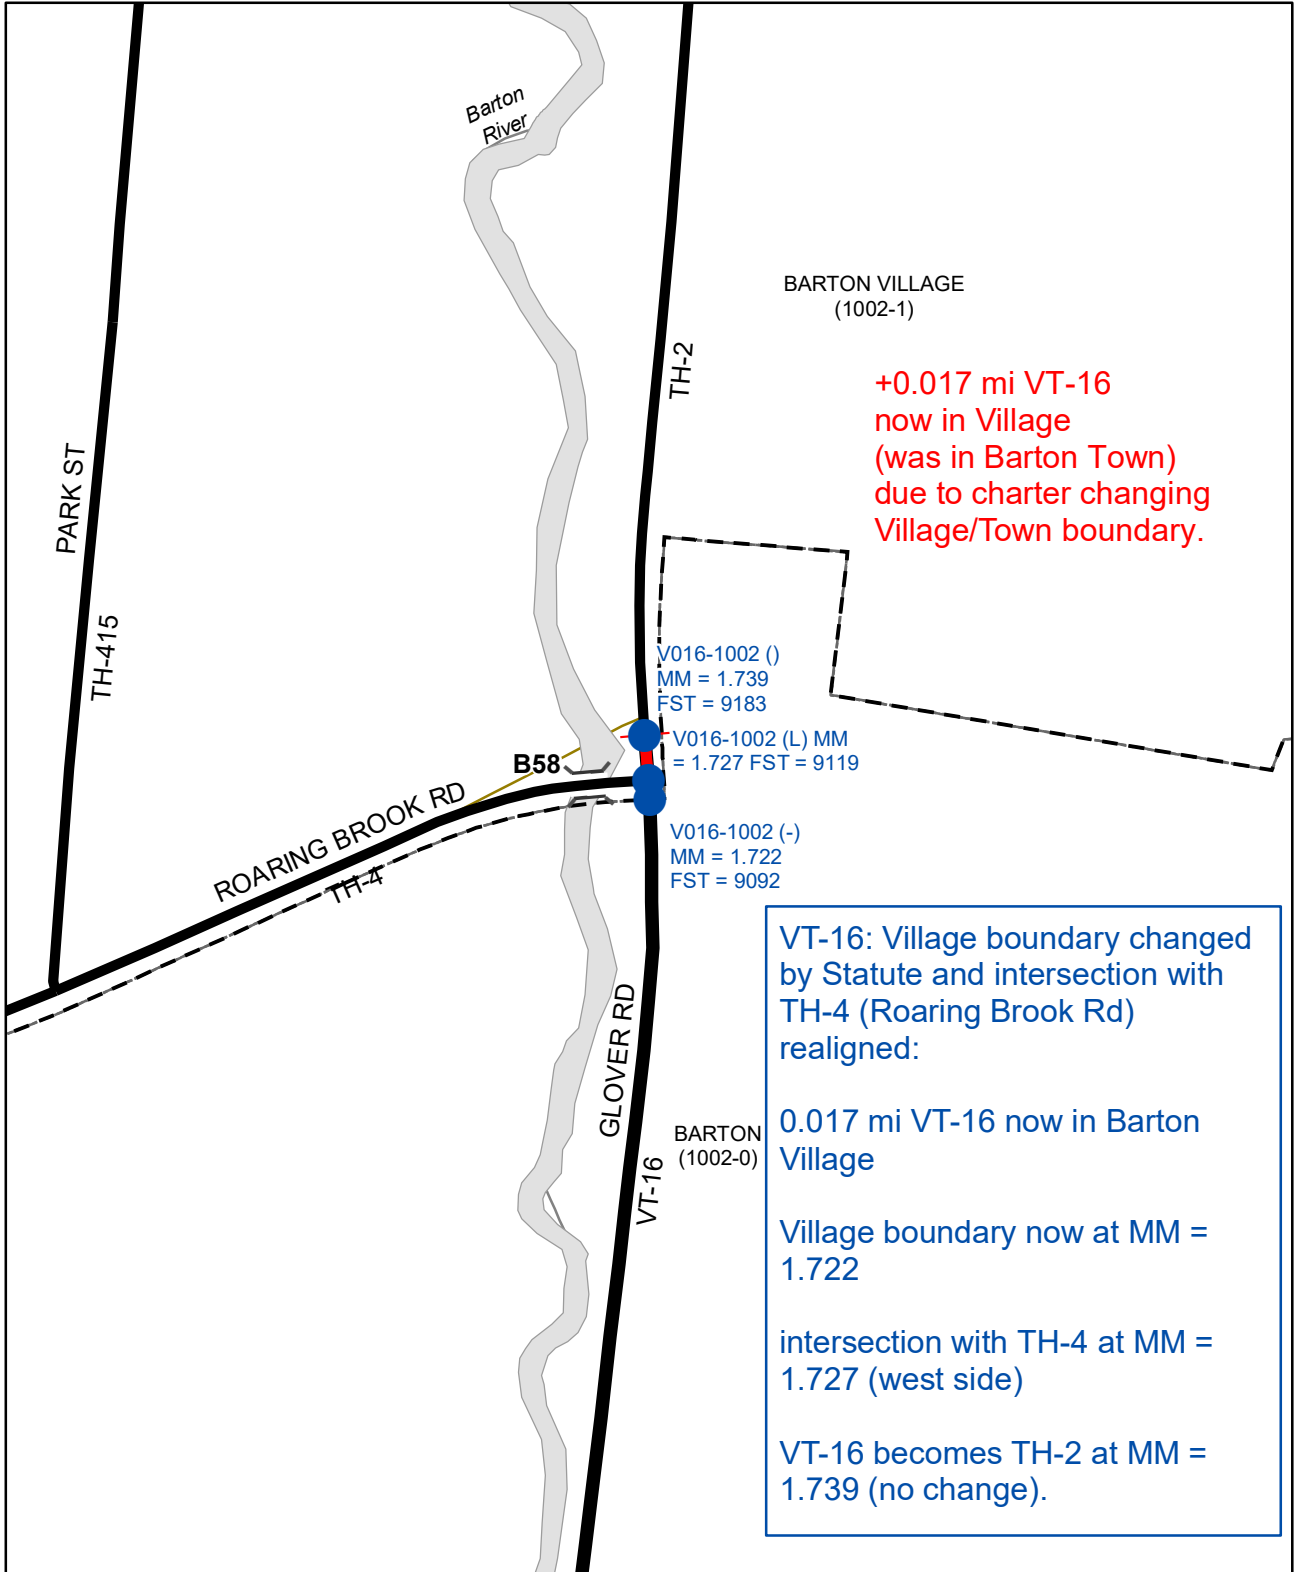 Barton
River
BARTON VILLAGE
(1002-1)
TH-2
+0.017 mi VT-16
now in Village
(was in Barton Town)
due to charter changing
Village/Town boundary.
PARK ST
TH-415
V016-1002 ()
MM = 1.739
FST = 9183
V016-1002 (L) MM
= 1.727 FST = 9119
B58
ROARING BROOK RD
TH-4
V016-1002 (-)
MM = 1.722
FST = 9092
GLOVER RD
VT-16
BARTON
(1002-0)
VT-16: Village boundary changed
by Statute and intersection with
TH-4 (Roaring Brook Rd)
realigned:
0.017 mi VT-16 now in Barton
Village
Village boundary now at MM =
1.722
intersection with TH-4 at MM =
1.727 (west side)
VT-16 becomes TH-2 at MM =
1.739 (no change).